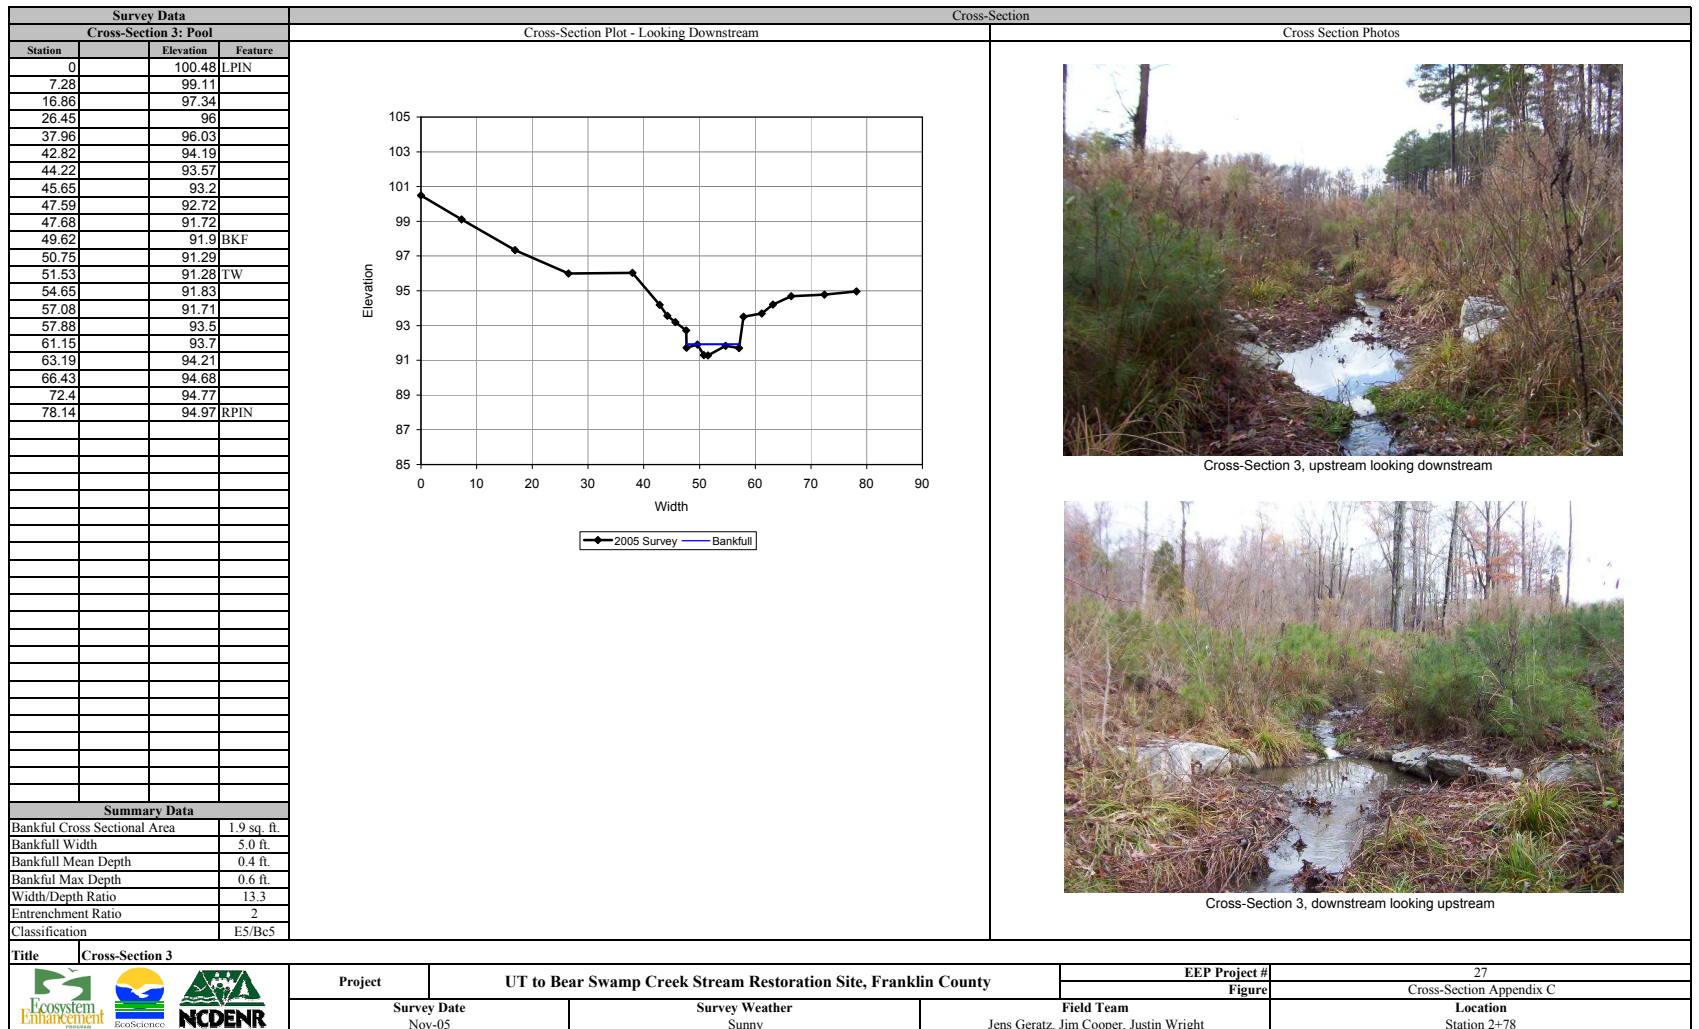 Survey Data
Cross-Section
Cross-Section 3: Pool
Cross-Section Plot - Looking Downstream
Cross Section Photos
Station Elevation Feature
0 100.48 LPIN
7.28 99.11
16.86 97.34
26.45 96
37.96 96.03
42.82 94.19
44.22 93.57
45.65 93.2
47.59 92.72
47.68 91.72
49.62 91.9 BKF
50.75 91.29
51.53 91.28 TW
54.65 91.83
57.08 91.71
57.88 93.5
61.15 93.7
63.19 94.21
66.43 94.68
72.4 94.77
78.14 94.97 RPIN
105
103
101
99
97
95
93
91
89
87
85
Elevation
0 10 20 30 40 50 60 70 80 90
Width
2005 Survey Bankfull
Cross-Section 3, upstream looking downstream
Cross-Section 3, downstream looking upstream
Summary Data
Bankful Cross Sectional Area 1.9 sq. ft.
Bankfull Width 5.0 ft.
Bankfull Mean Depth 0.4 ft.
Bankful Max Depth 0.6 ft.
Width/Depth Ratio 13.3
Entrenchment Ratio 2
Classification E5/Bc5
Title Cross-Section 3
Ecosystem
Enhancement
PROGRAM
EcoScience
NCDENR
Project UT to Bear Swamp Creek Stream Restoration Site, Franklin County
EEP Project # 27
Figure Cross-Section Appendix C
Survey Date Survey Weather Field Team Location
Nov-05 Sunny Jens Geratz, Jim Cooper, Justin Wright Station 2+78